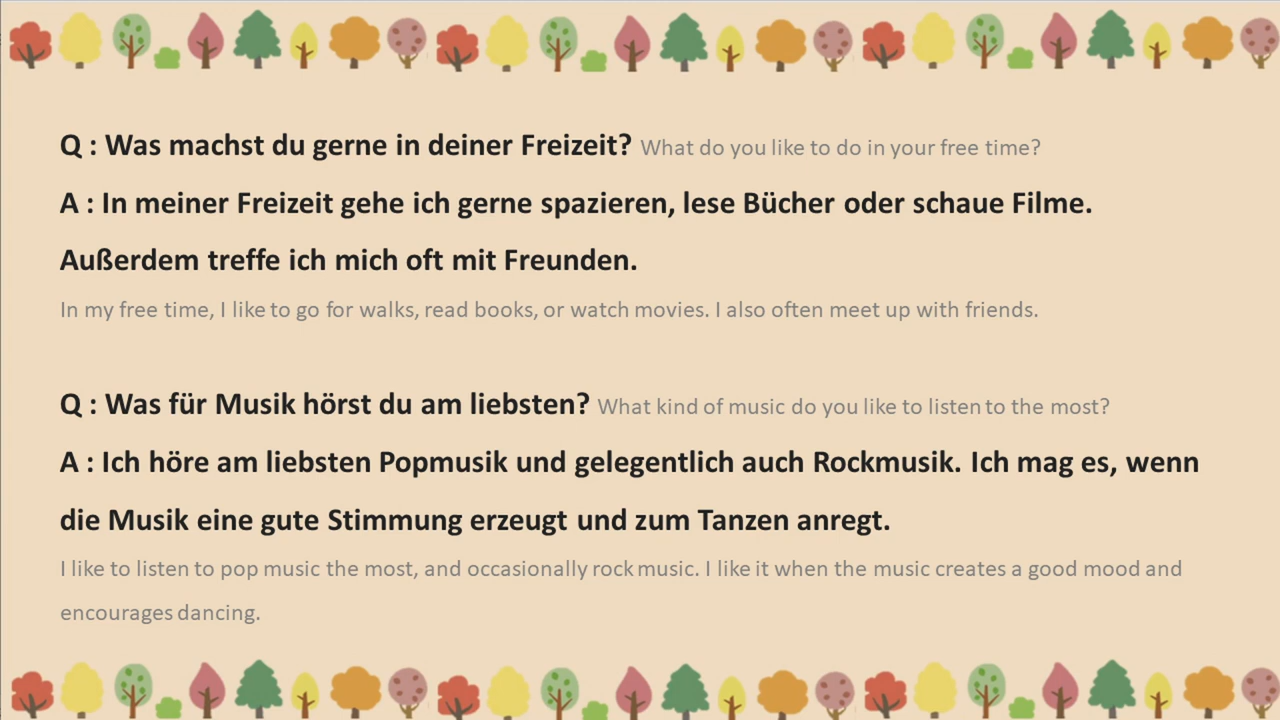 Q : Was machst du gerne in deiner Freizeit? What do you like to do in your free time?
A : In meiner Freizeit gehe ich gerne spazieren, lese Bücher oder schaue Filme.
Außerdem treffe ich mich oft mit Freunden.
In my free time, I like to go for walks, read books, or watch movies. I also often meet up with friends.
Q : Was für Musik hörst du am liebsten? What kind of music do you like to listen to the most?
A : Ich höre am liebsten Popmusik und gelegentlich auch Rockmusik. Ich mag es, wenn
die Musik eine gute Stimmung erzeugt und zum Tanzen anregt.
I like to listen to pop music the most, and occasionally rock music. I like it when the music creates a good mood and
encourages dancing.